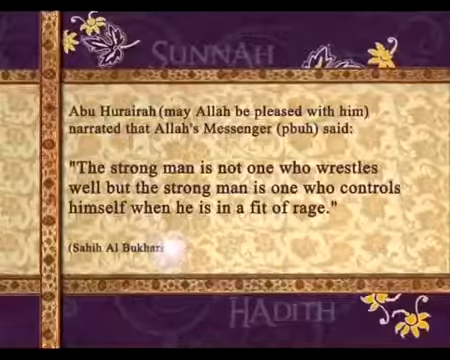 SUNNAH
Abu Hurairah (may Allah be pleased with him)
narrated that Allah's Messenger (pbuh) said:
"The strong man is not one who wrestles
well but the strong man is one who controls
himself when he is in a fit of rage."
(Sahih Al Bukhari
HADITH